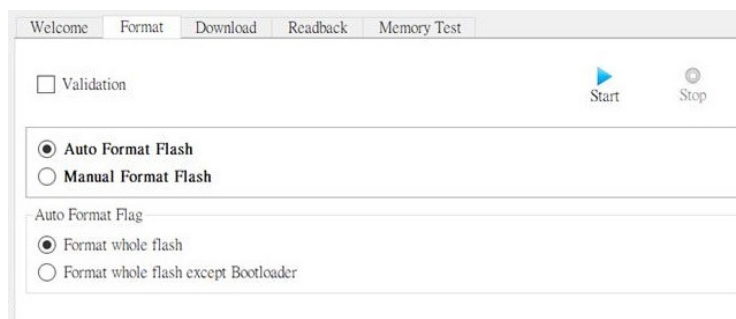 Welcome Format Download Readback Memory Test
Validation
Start Stop
Auto Format Flash
Manual Format Flash
Auto Format Flag
Format whole flash
Format whole flash except Bootloader